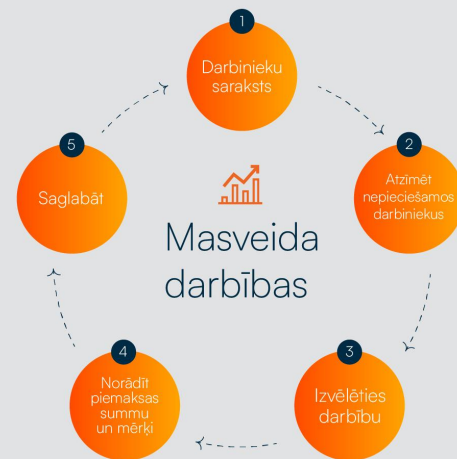 1
Darbinieku
saraksts
2
Atzīmēt
nepieciešamos
darbiniekus
3
Izvēlēties
darbību
4
Norādīt
piemaksas
summu
un mērķi
5
Saglabāt
Masveida
darbības